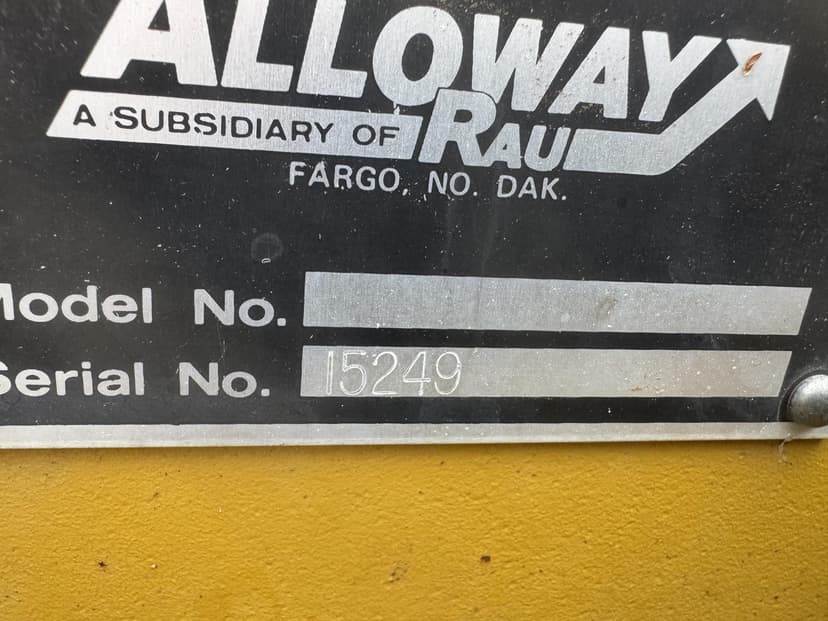 ALLOWAY
A SUBSIDIARY OF RAU
FARGO, NO. DAK.
Model No.
Serial No. 15249